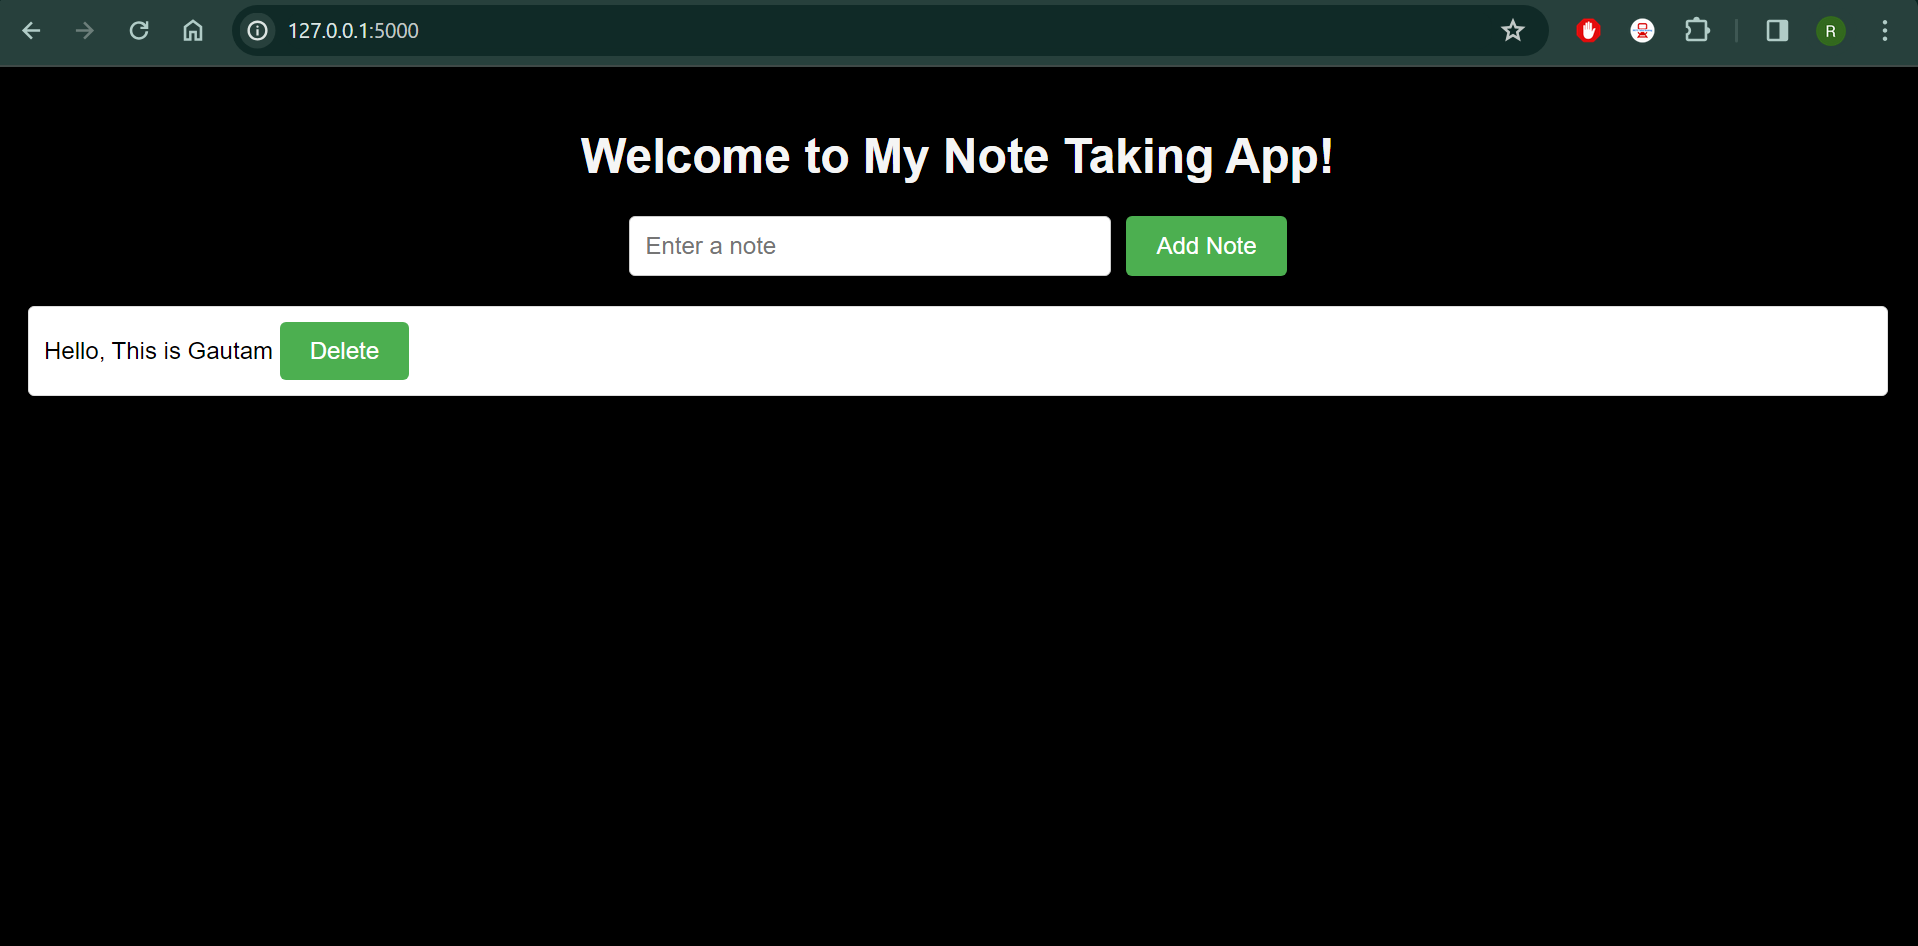 127.0.0.1:5000
R
Welcome to My Note Taking App!
Enter a note Add Note
Hello, This is Gautam Delete